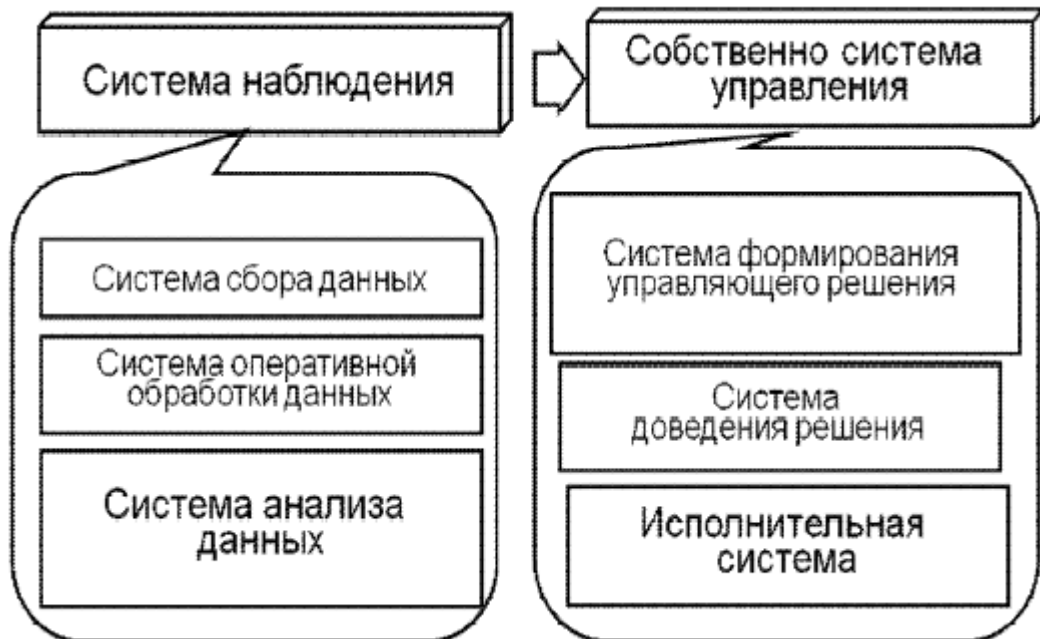 Система наблюдения
Собственно система
управления
Система сбора данных
Система оперативной
обработки данных
Система анализа
данных
Система формирования
управляющего решения
Система
доведения решения
Исполнительная
система